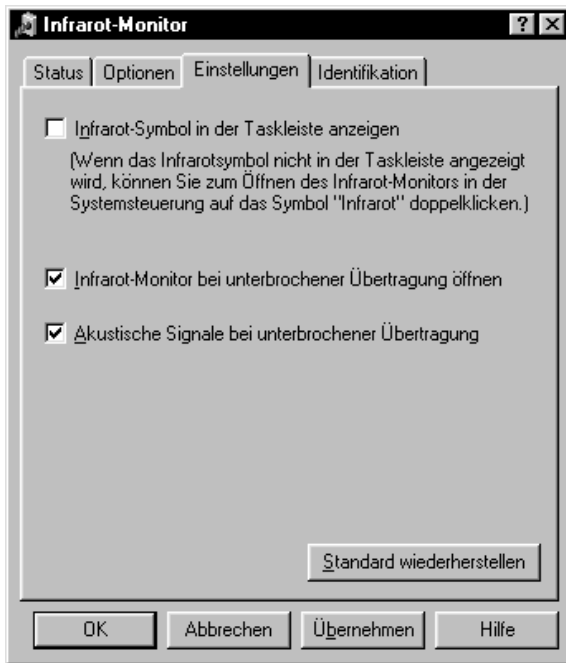 Infrarot-Monitor
Status Optionen Einstellungen Identifikation
Infrarot-Symbol in der Taskleiste anzeigen
(Wenn das Infrarotsymbol nicht in der Taskleiste angezeigt
wird, können Sie zum Öffnen des Infrarot-Monitors in der
Systemsteuerung auf das Symbol "Infrarot" doppelklicken.)
Infrarot-Monitor bei unterbrochener Übertragung öffnen
Akustische Signale bei unterbrochener Übertragung
Standard wiederherstellen
OK Abbrechen Übernehmen Hilfe